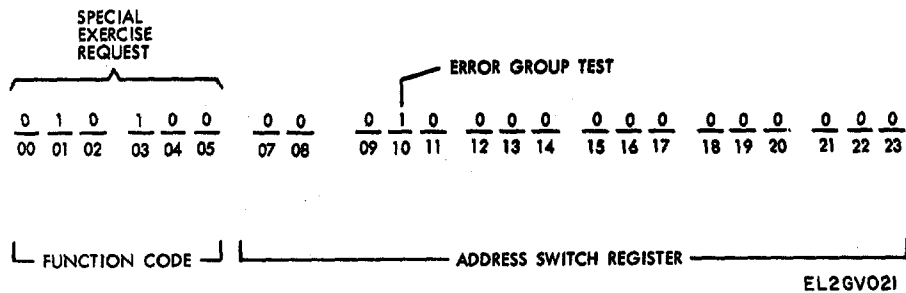 SPECIAL
EXERCISE
REQUEST
ERROR GROUP TEST
0 1 0 1 0 0 0 0 0 1 0 0 0 0 0 0 0 0 0 0 0 0 0
00 01 02 03 04 05 07 08 09 10 11 12 13 14 15 16 17 18 19 20 21 22 23
FUNCTION CODE
ADDRESS SWITCH REGISTER
EL2GV021